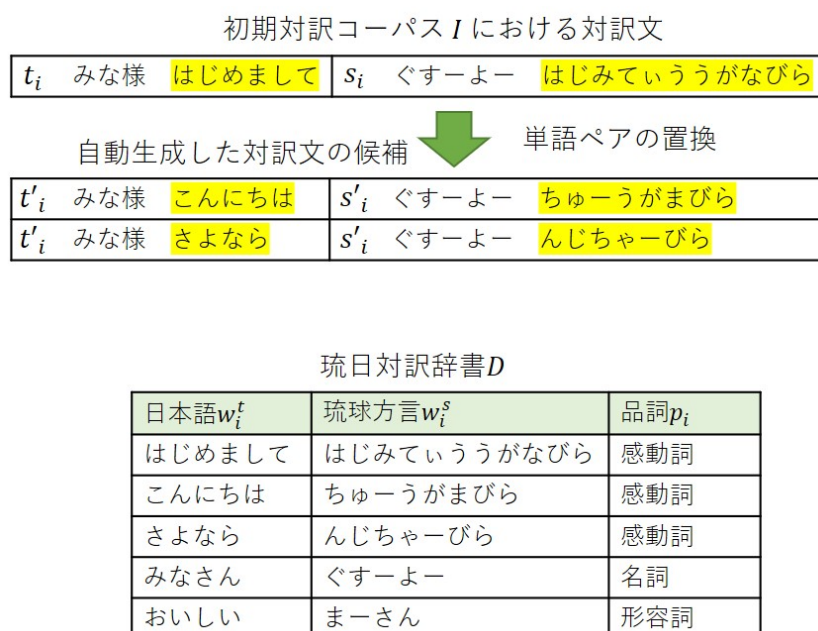 初期対訳コーパス I における対訳文
t_i みな様 はじめまして s_i ぐすーよー はじみてぃううがなびら
単語ペアの置換
自動生成した対訳文の候補
t'_i みな様 こんにちは s'_i ぐすーよー ちゅーうがまびら
t'_i みな様 さよなら s'_i ぐすーよー んじちゃーびら
琉日対訳辞書D
日本語w_i^t 琉球方言w_i^s 品詞p_i
はじめまして はじみてぃううがなびら 感動詞
こんにちは ちゅーうがまびら 感動詞
さよなら んじちゃーびら 感動詞
みなさん ぐすーよー 名詞
おいしい まーさん 形容詞